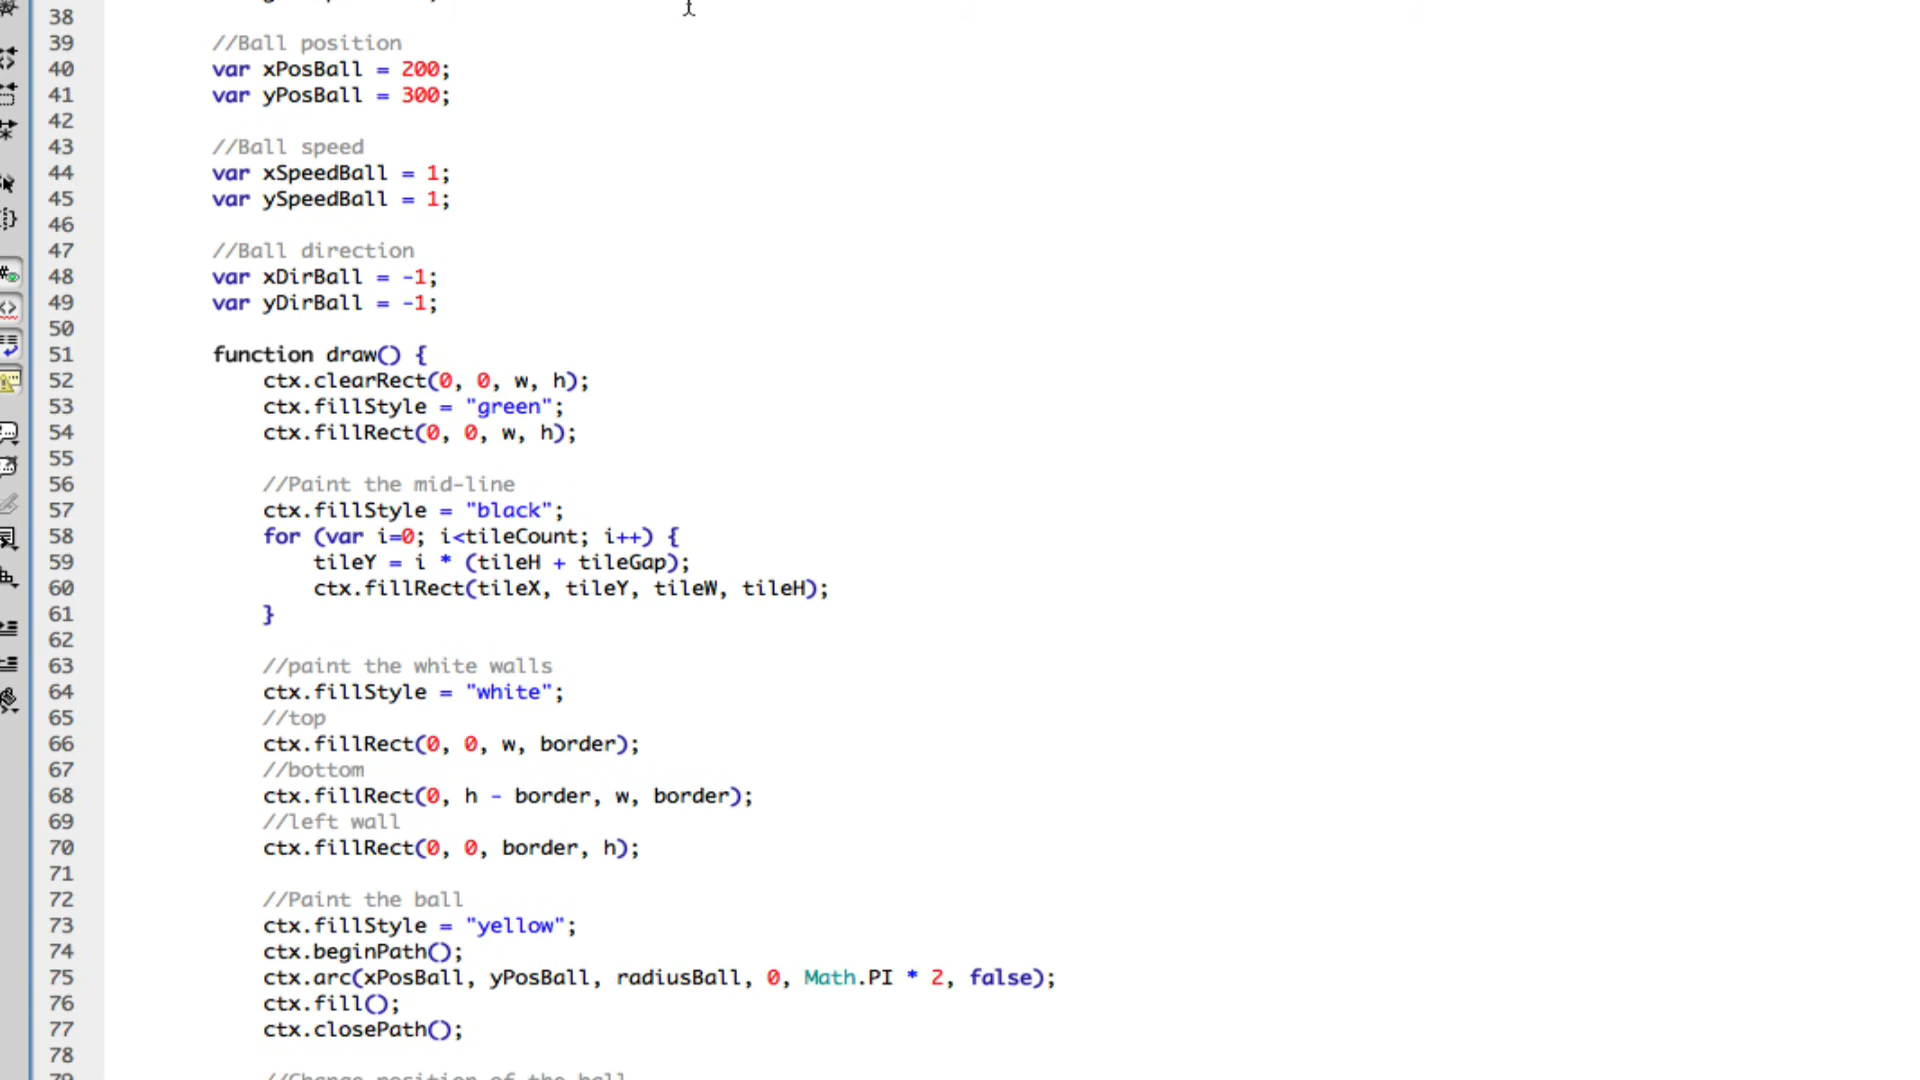 38
39 //Ball position
40 var xPosBall = 200;
41 var yPosBall = 300;
42
43 //Ball speed
44 var xSpeedBall = 1;
45 var ySpeedBall = 1;
46
47 //Ball direction
48 var xDirBall = -1;
49 var yDirBall = -1;
50
51 function draw() {
52 ctx.clearRect(0, 0, w, h);
53 ctx.fillStyle = "green";
54 ctx.fillRect(0, 0, w, h);
55
56 //Paint the mid-line
57 ctx.fillStyle = "black";
58 for (var i=0; i<tileCount; i++) {
59 tileY = i * (tileH + tileGap);
60 ctx.fillRect(tileX, tileY, tileW, tileH);
61 }
62
63 //paint the white walls
64 ctx.fillStyle = "white";
65 //top
66 ctx.fillRect(0, 0, w, border);
67 //bottom
68 ctx.fillRect(0, h - border, w, border);
69 //left wall
70 ctx.fillRect(0, 0, border, h);
71
72 //Paint the ball
73 ctx.fillStyle = "yellow";
74 ctx.beginPath();
75 ctx.arc(xPosBall, yPosBall, radiusBall, 0, Math.PI * 2, false);
76 ctx.fill();
77 ctx.closePath();
78
79 //Change position of the ball